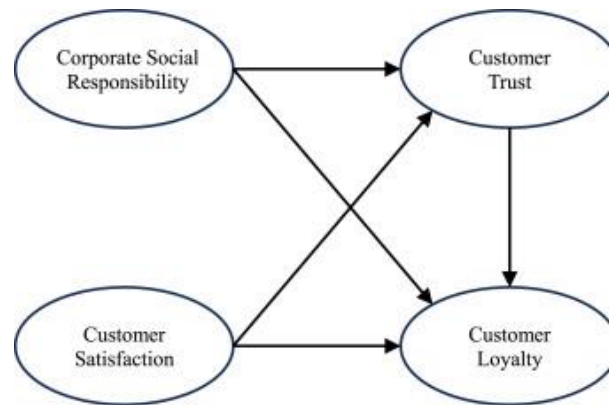 Corporate Social
Responsibility
Customer
Trust
Customer
Satisfaction
Customer
Loyalty